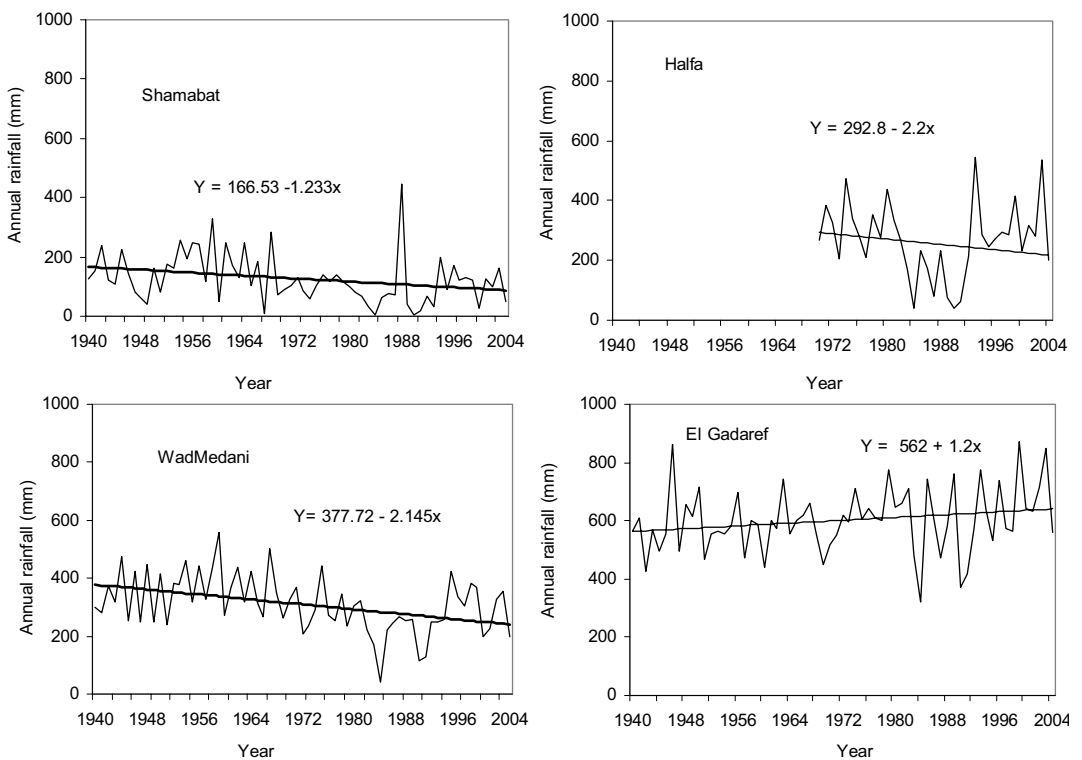 1000
800
600
400
200
0
Annual rainfall (mm)
Shamabat
Y = 166.53 -1.233x
1940 1948 1956 1964 1972 1980 1988 1996 2004
Year
1000
800
600
400
200
0
Annual rainfall (mm)
Halfa
Y = 292.8 - 2.2x
1940 1948 1956 1964 1972 1980 1988 1996 2004
Year
1000
800
600
400
200
0
Annual rainfall (mm)
WadMedani
Y= 377.72 - 2.145x
1940 1948 1956 1964 1972 1980 1988 1996 2004
Year
1000
800
600
400
200
0
Annual rainfall (mm)
El Gadaref
Y = 562 + 1.2x
1940 1948 1956 1964 1972 1980 1988 1996 2004
Year